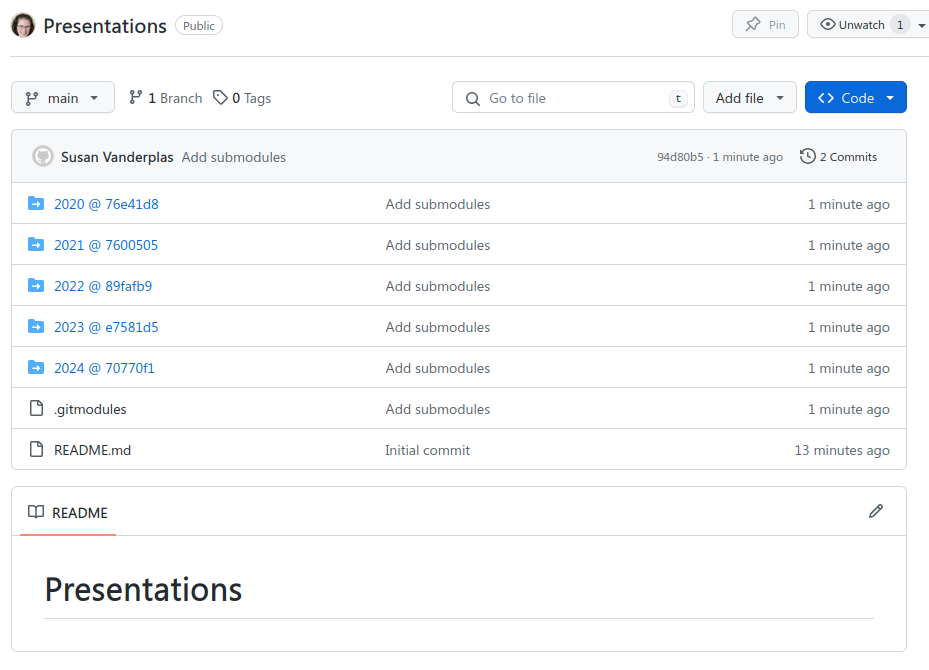 Presentations Public Pin Unwatch 1
main 1 Branch 0 Tags Go to file t Add file Code
Susan Vanderplas Add submodules 94d80b5 · 1 minute ago 2 Commits
2020 @ 76e41d8 Add submodules 1 minute ago
2021 @ 7600505 Add submodules 1 minute ago
2022 @ 89fafb9 Add submodules 1 minute ago
2023 @ e7581d5 Add submodules 1 minute ago
2024 @ 70770f1 Add submodules 1 minute ago
.gitmodules Add submodules 1 minute ago
README.md Initial commit 13 minutes ago
README
Presentations